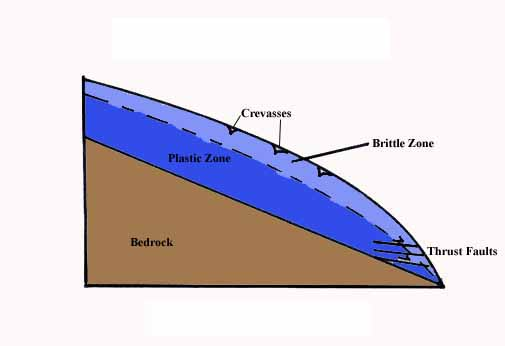 Crevasses
Brittle Zone
Plastic Zone
Bedrock
Thrust Faults